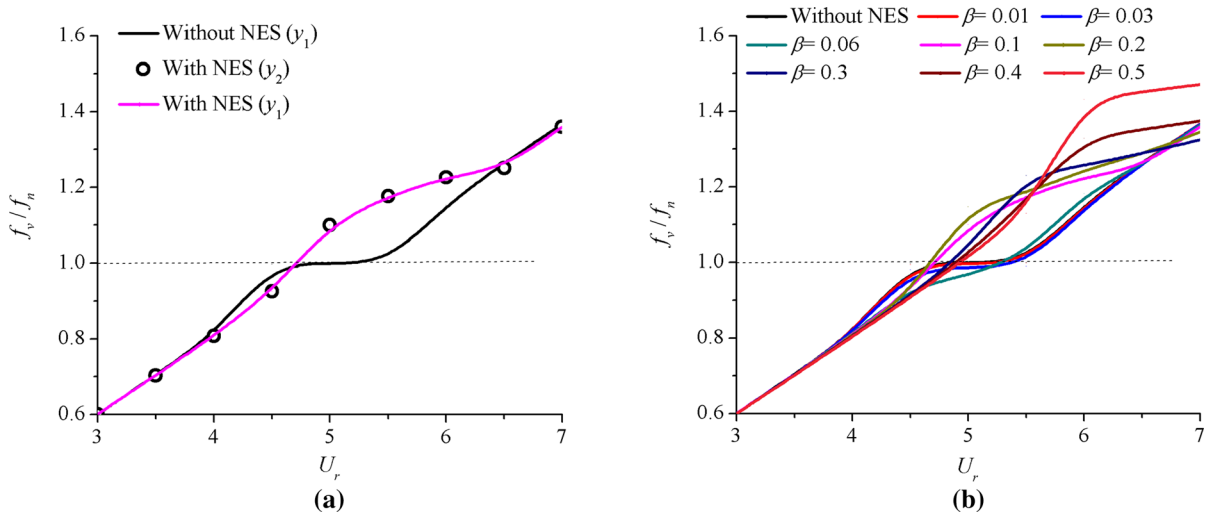 Without NES (y₁)
With NES (y₂)
With NES (y₁)
1.6
1.4
1.2
1.0
0.8
0.6
3
4
5
6
7
f_v / f_n
U_r
(a)
Without NES
β= 0.01
β= 0.03
β= 0.06
β= 0.1
β= 0.2
β= 0.3
β= 0.4
β= 0.5
1.6
1.4
1.2
1.0
0.8
0.6
3
4
5
6
7
f_v / f_n
U_r
(b)